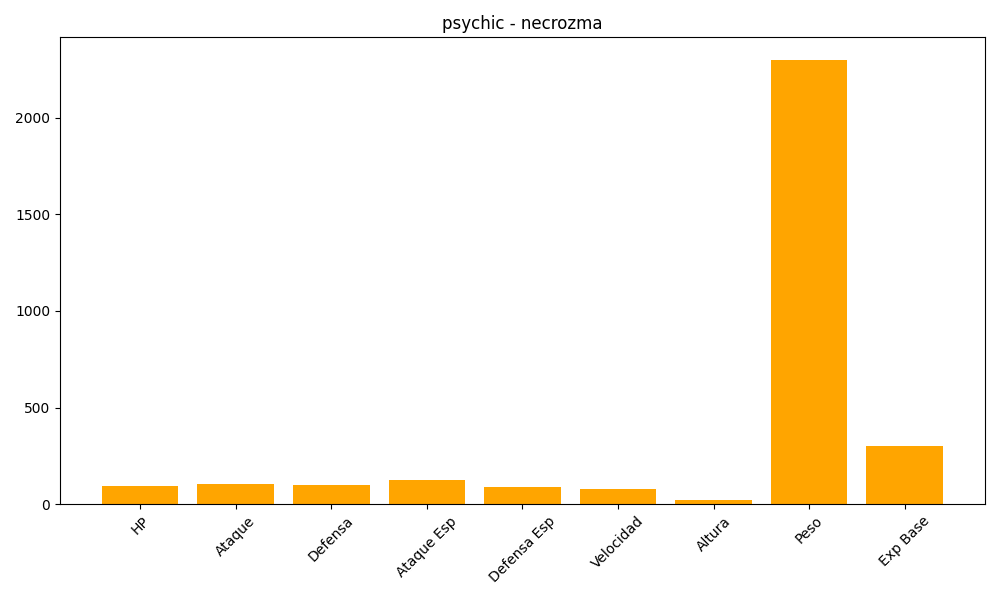 psychic - necrozma
2000
1500
1000
500
0
HP
Ataque
Defensa
Ataque Esp
Defensa Esp
Velocidad
Altura
Peso
Exp Base